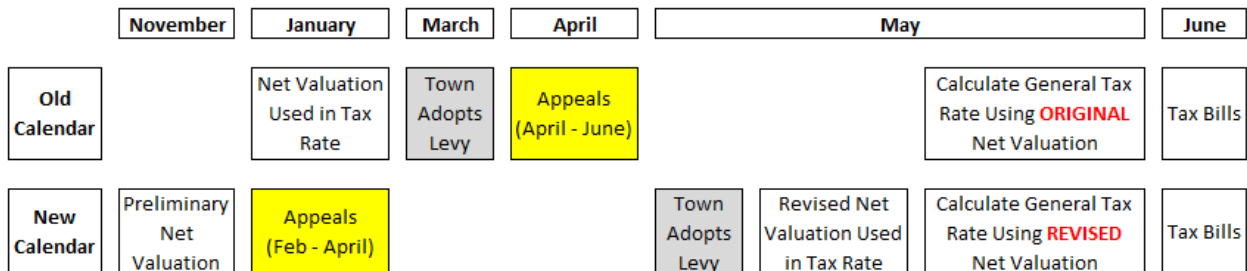 November January March April May June
Old Calendar
Net Valuation Used in Tax Rate
Town Adopts Levy
Appeals (April - June)
Calculate General Tax Rate Using ORIGINAL Net Valuation
Tax Bills
New Calendar
Preliminary Net Valuation
Appeals (Feb - April)
Town Adopts Levy
Revised Net Valuation Used in Tax Rate
Calculate General Tax Rate Using REVISED Net Valuation
Tax Bills